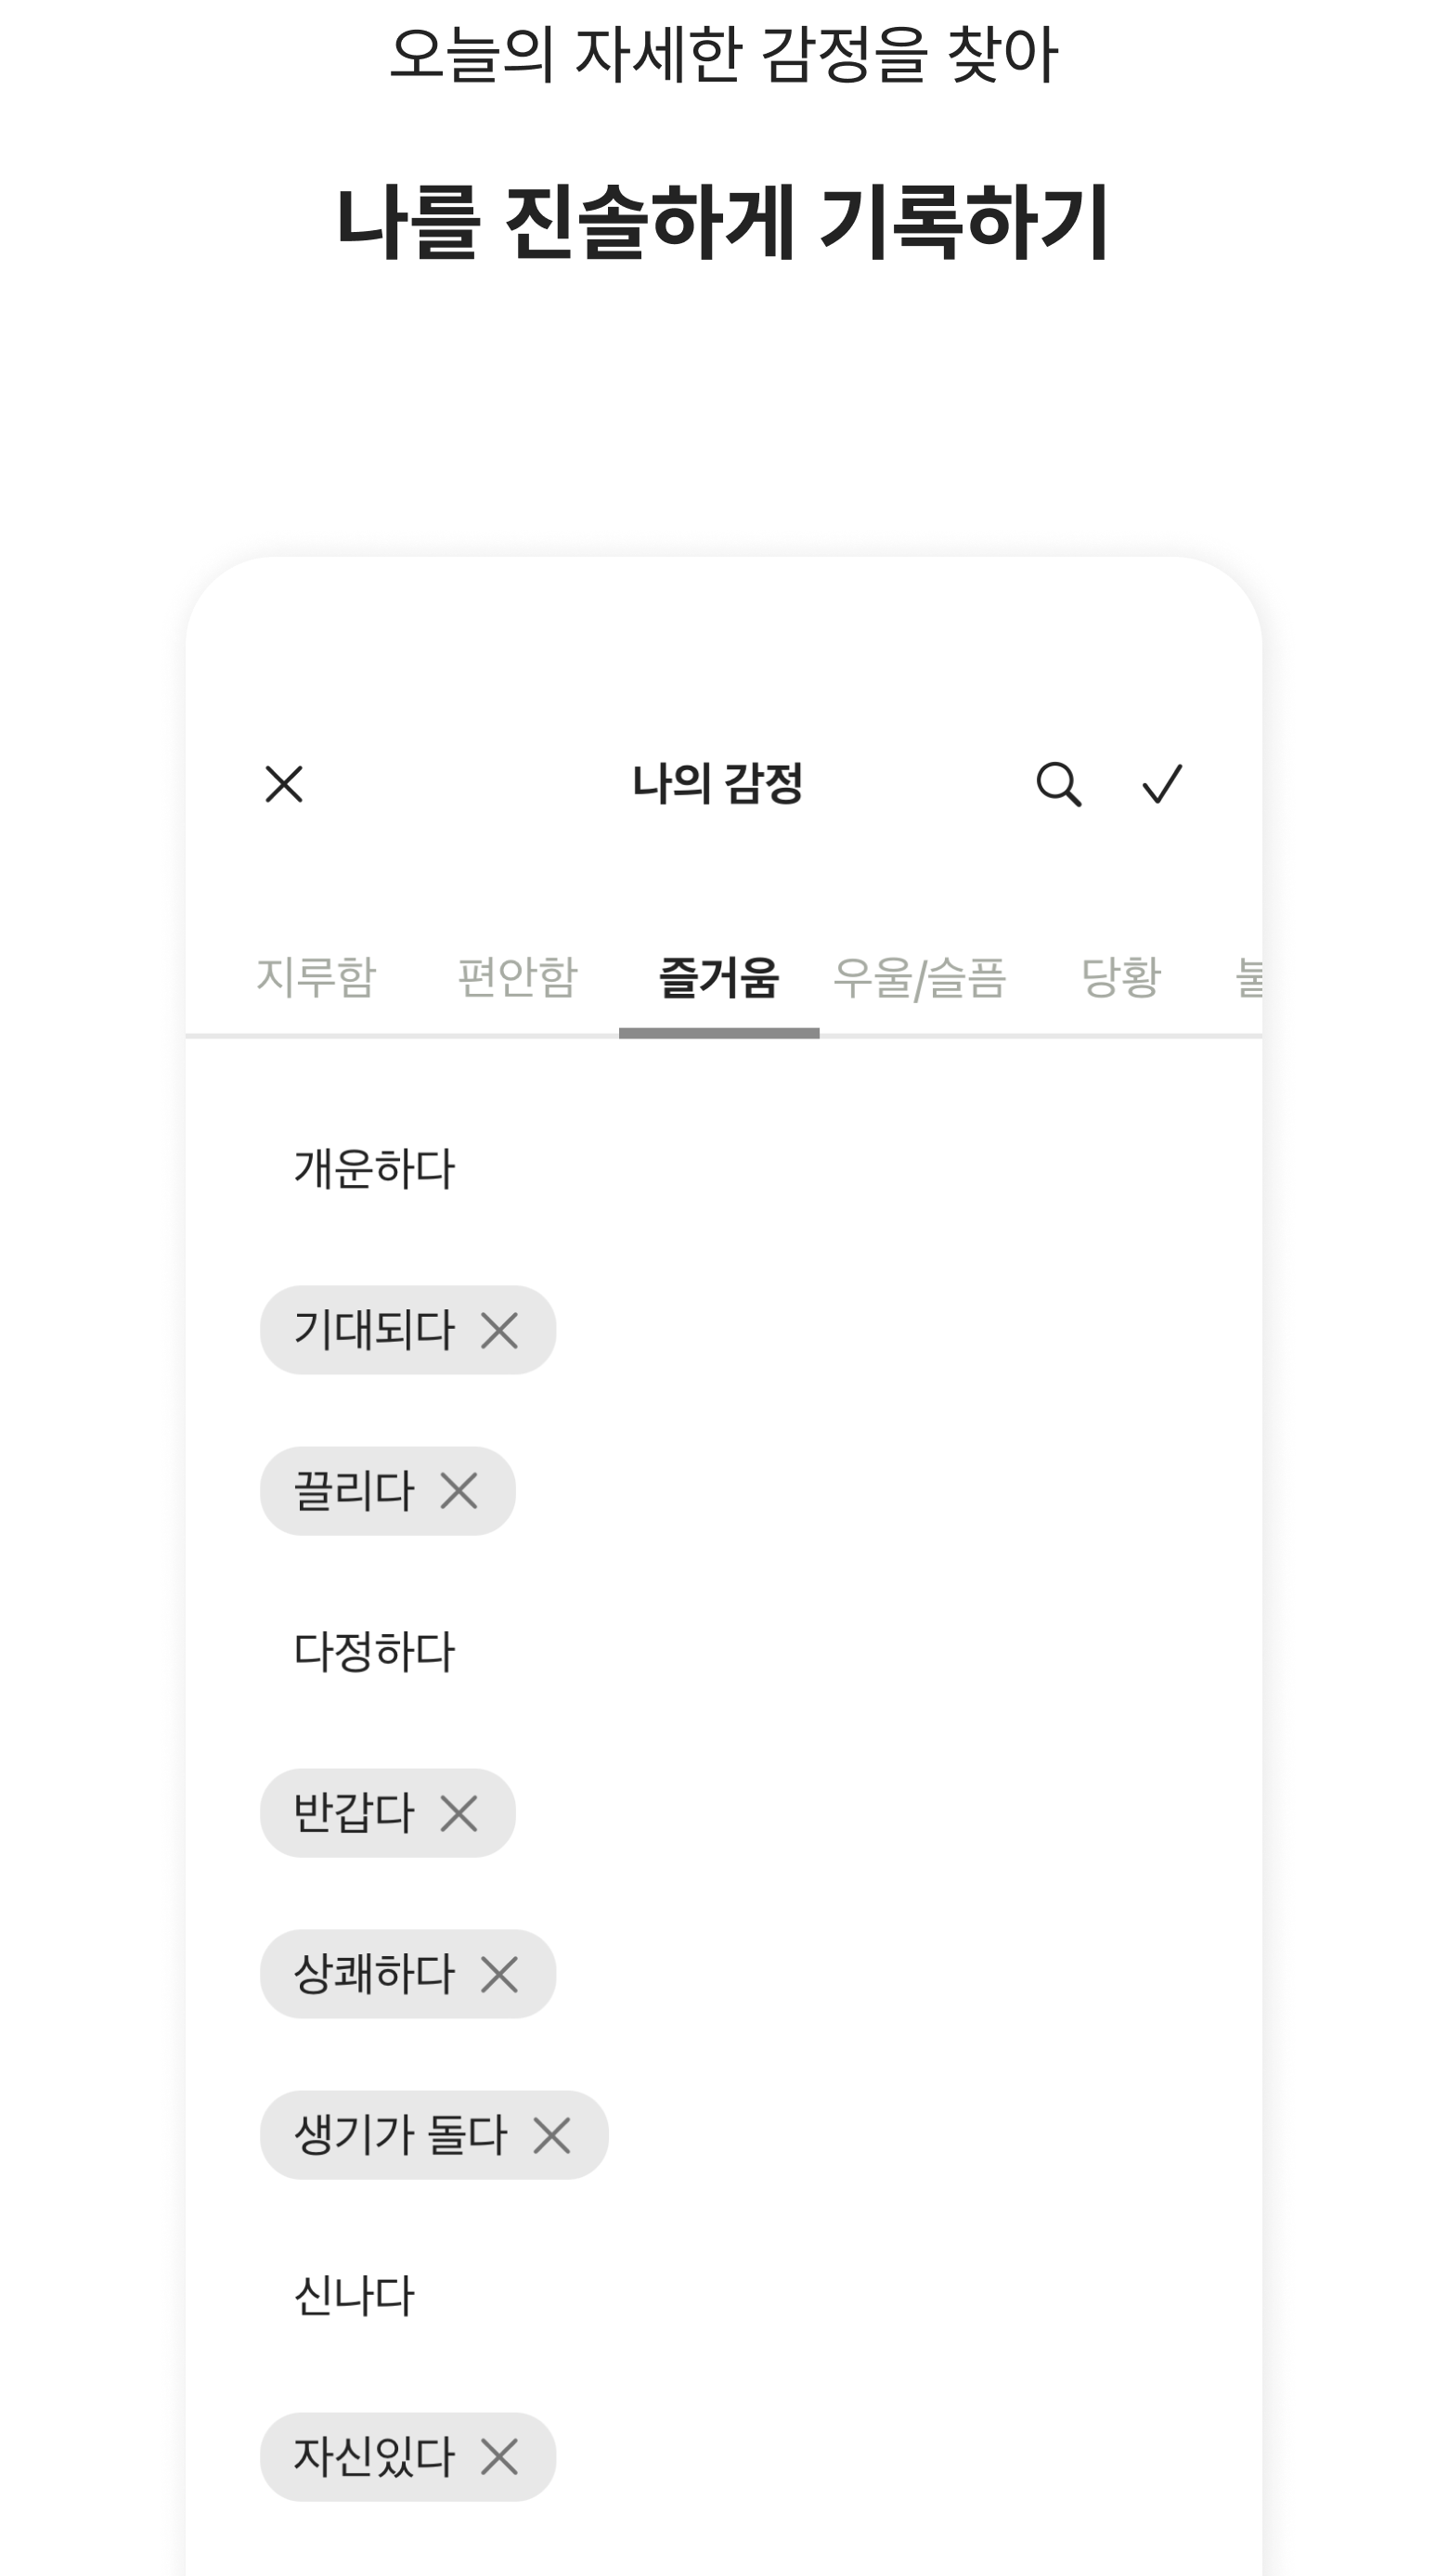 오늘의 자세한 감정을 찾아
나를 진솔하게 기록하기
나의 감정
지루함 편안함 즐거움 우울/슬픔 당황
개운하다
기대되다
끌리다
다정하다
반갑다
상쾌하다
생기가 돌다
신나다
자신있다